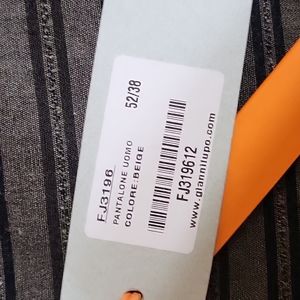 FJ3196
PANTALONE UOMO
COLORE:BEIGE
52/38
FJ319612
www.giannilupo.com